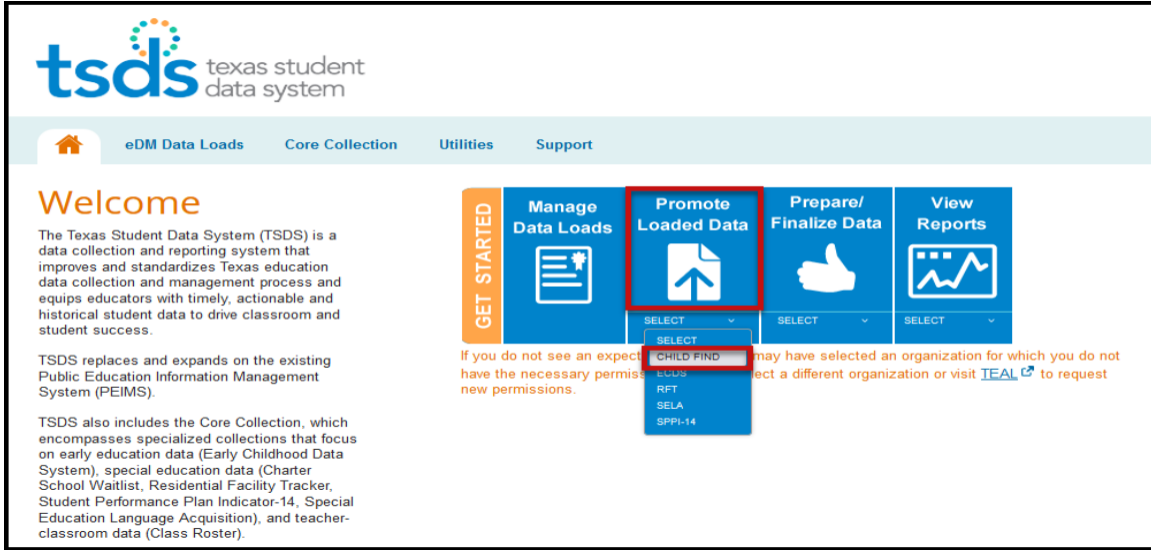 tsds texas student
data system
eDM Data Loads Core Collection Utilities Support
Welcome
The Texas Student Data System (TSDS) is a
data collection and reporting system that
improves and standardizes Texas education
data collection and management process and
equips educators with timely, actionable and
historical student data to drive classroom and
student success.
TSDS replaces and expands on the existing
Public Education Information Management
System (PEIMS).
TSDS also includes the Core Collection, which
encompasses specialized collections that focus
on early education data (Early Childhood Data
System), special education data (Charter
School Waitlist, Residential Facility Tracker,
Student Performance Plan Indicator-14, Special
Education Language Acquisition), and teacher-
classroom data (Class Roster).
GET STARTED
Manage
Data Loads
Promote
Loaded Data
SELECT
SELECT
CHILD FIND
ECDS
RFT
SELA
SPPI-14
Prepare/
Finalize Data
SELECT
View
Reports
SELECT
If you do not see an expect may have selected an organization for which you do not
have the necessary permiss lect a different organization or visit TEAL to request
new permissions.